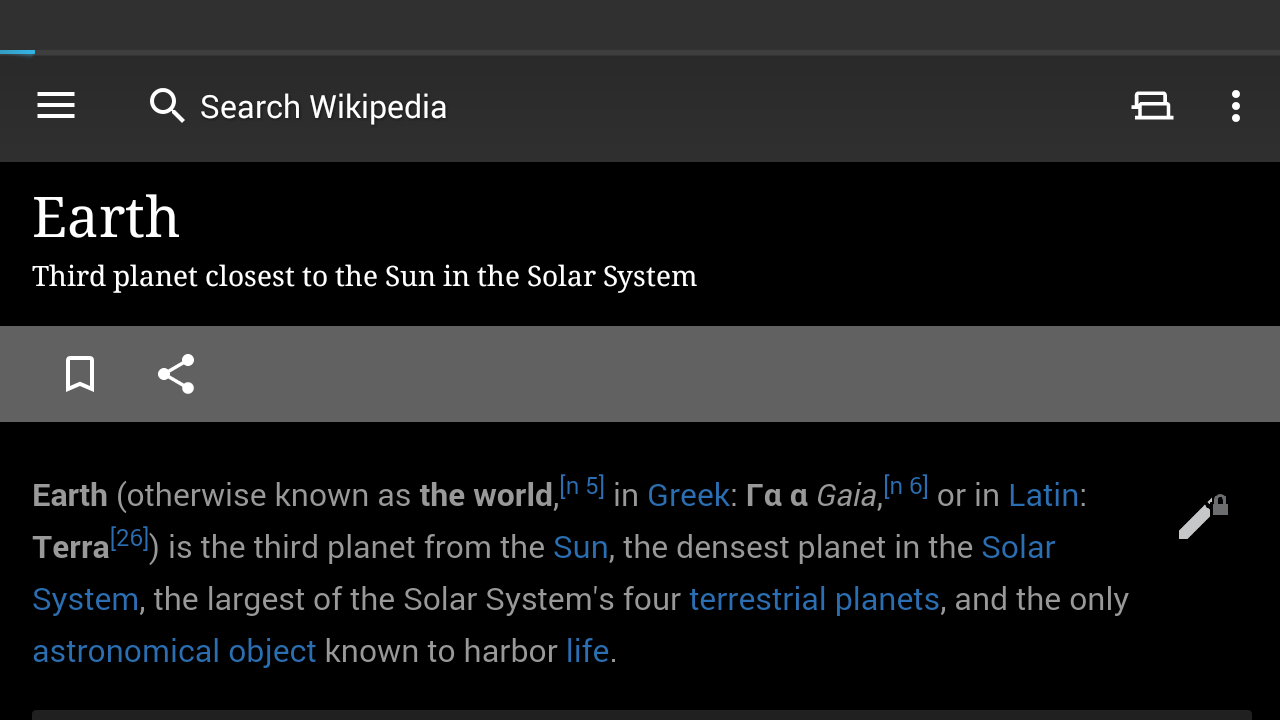 Search Wikipedia
Earth
Third planet closest to the Sun in the Solar System
Earth (otherwise known as the world,[n 5] in Greek: Γα α Gaia,[n 6] or in Latin:
Terra[26]) is the third planet from the Sun, the densest planet in the Solar
System, the largest of the Solar System's four terrestrial planets, and the only
astronomical object known to harbor life.